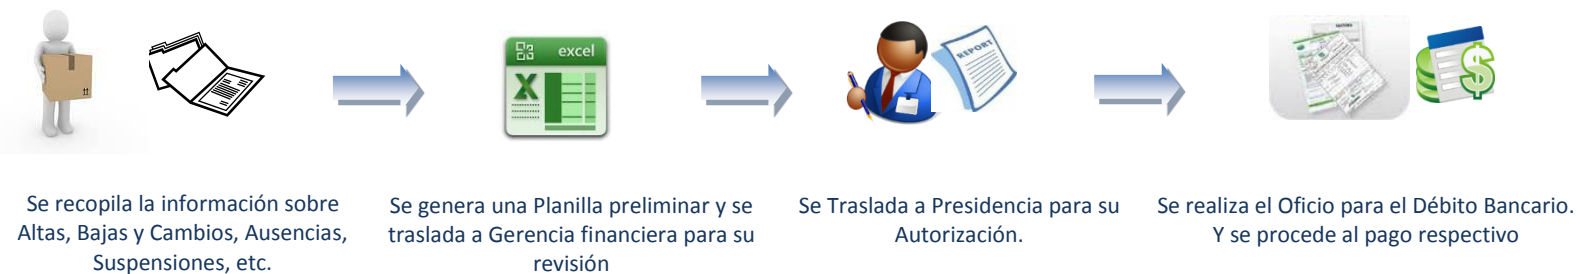 excel
REPORT
Se recopila la información sobre
Altas, Bajas y Cambios, Ausencias,
Suspensiones, etc.
Se genera una Planilla preliminar y se
traslada a Gerencia financiera para su
revisión
Se Traslada a Presidencia para su
Autorización.
Se realiza el Oficio para el Débito Bancario.
Y se procede al pago respectivo